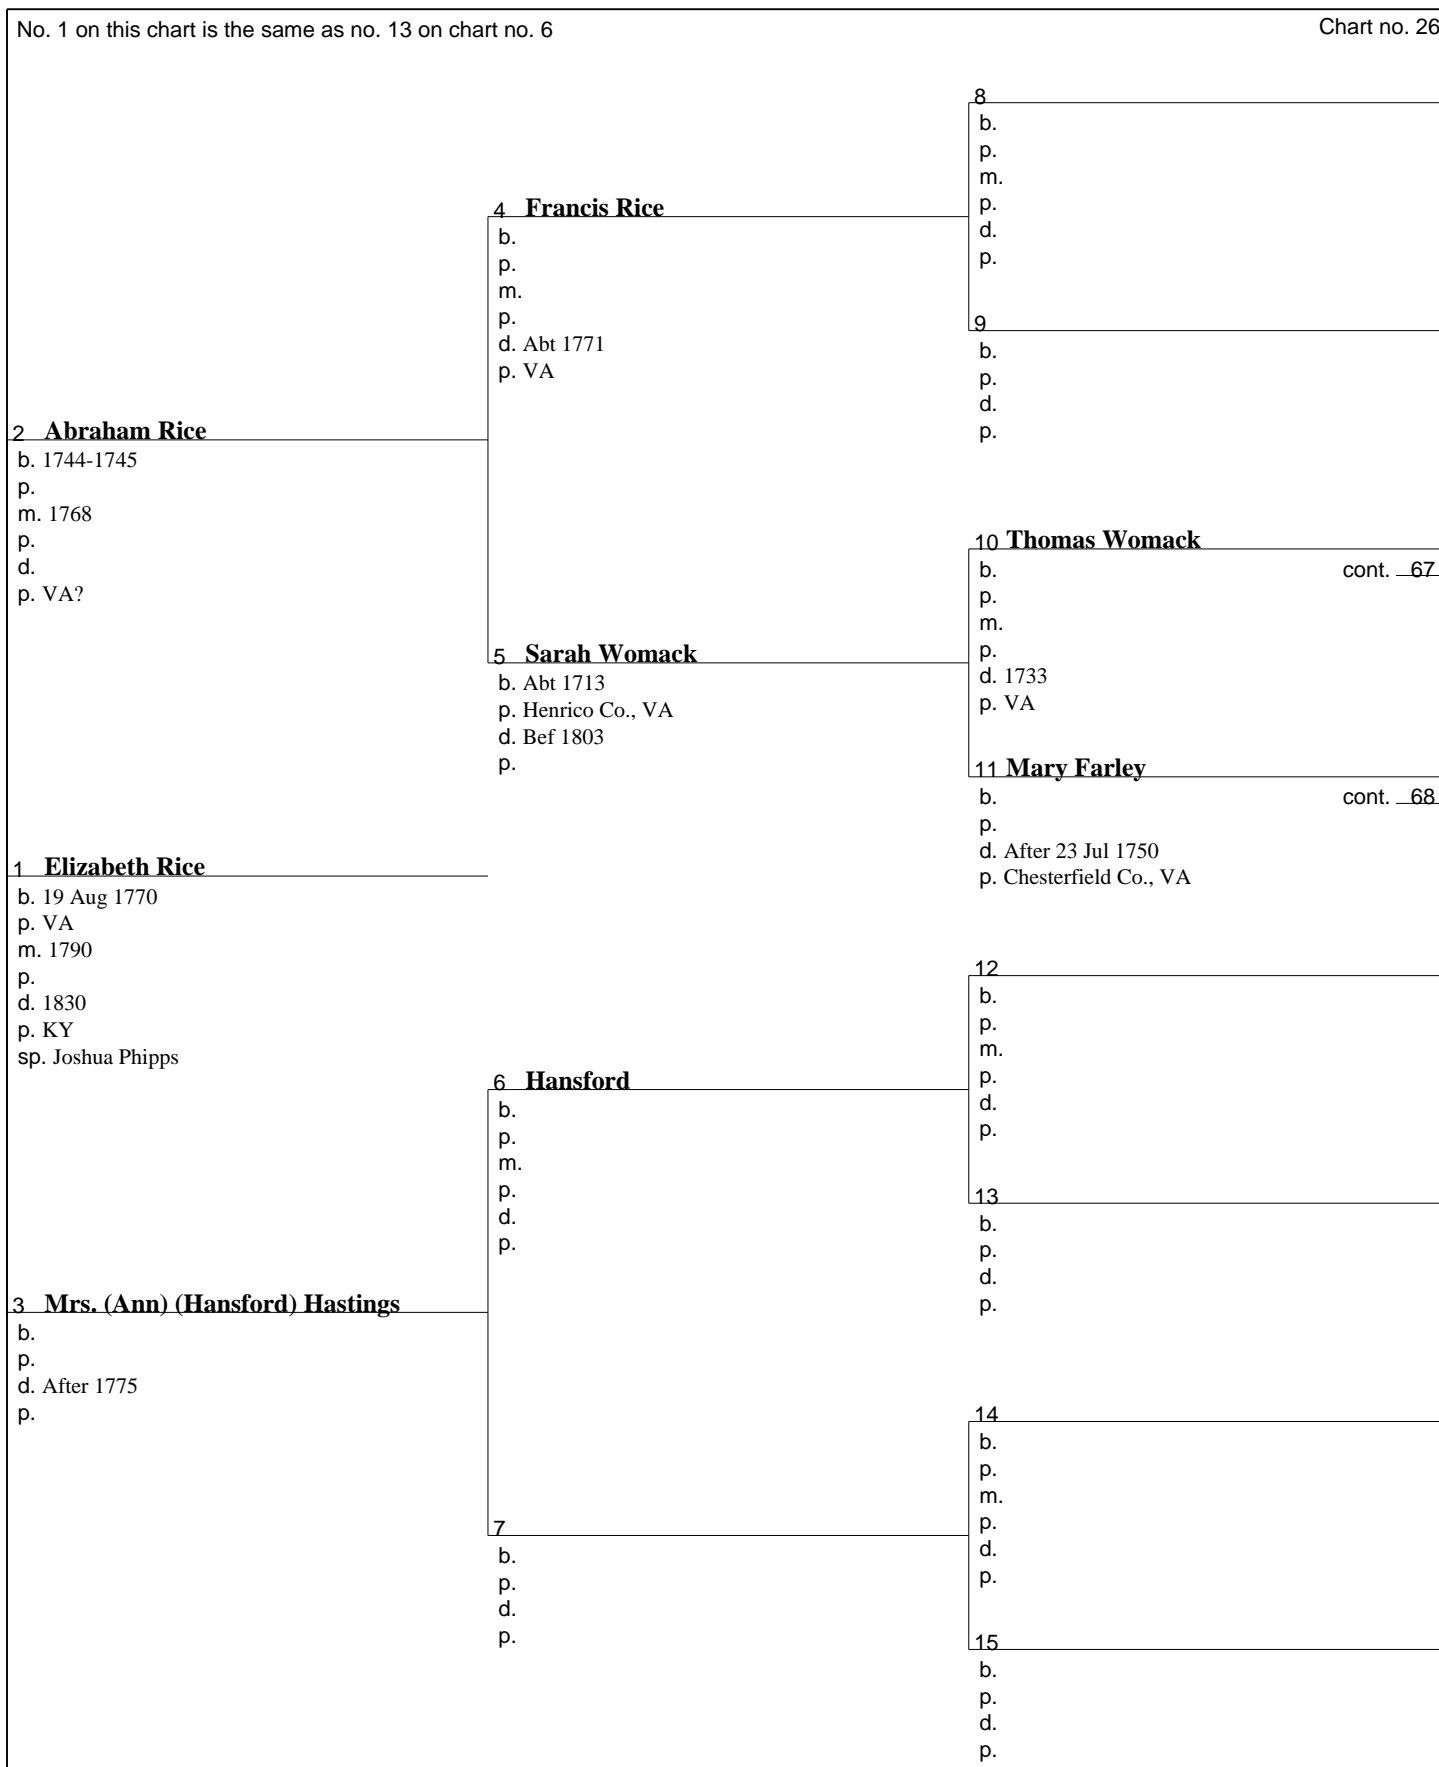 No. 1 on this chart is the same as no. 13 on chart no. 6
Chart no. 26
8
b.
p.
m.
p.
d.
p.
4 Francis Rice
b.
p.
m.
p.
d. Abt 1771
p. VA
9
b.
p.
d.
p.
2 Abraham Rice
b. 1744-1745
p.
m. 1768
p.
d.
p. VA?
10 Thomas Womack
b. cont. 67
p.
m.
p.
d. 1733
p. VA
5 Sarah Womack
b. Abt 1713
p. Henrico Co., VA
d. Bef 1803
p.
11 Mary Farley
b. cont. 68
p.
d. After 23 Jul 1750
p. Chesterfield Co., VA
1 Elizabeth Rice
b. 19 Aug 1770
p. VA
m. 1790
p.
d. 1830
p. KY
sp. Joshua Phipps
12
b.
p.
m.
p.
d.
p.
6 Hansford
b.
p.
m.
p.
d.
p.
13
b.
p.
d.
p.
3 Mrs. (Ann) (Hansford) Hastings
b.
p.
d. After 1775
p.
14
b.
p.
m.
p.
d.
p.
7
b.
p.
d.
p.
15
b.
p.
d.
p.